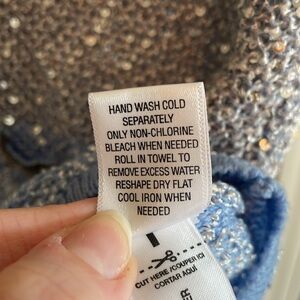 HAND WASH COLD
SEPARATELY
ONLY NON-CHLORINE
BLEACH WHEN NEEDED
ROLL IN TOWEL TO
REMOVE EXCESS WATER
RESHAPE DRY FLAT
COOL IRON WHEN
NEEDED
CUT HERE /COUPER ICI
CORTAR AQUÍ